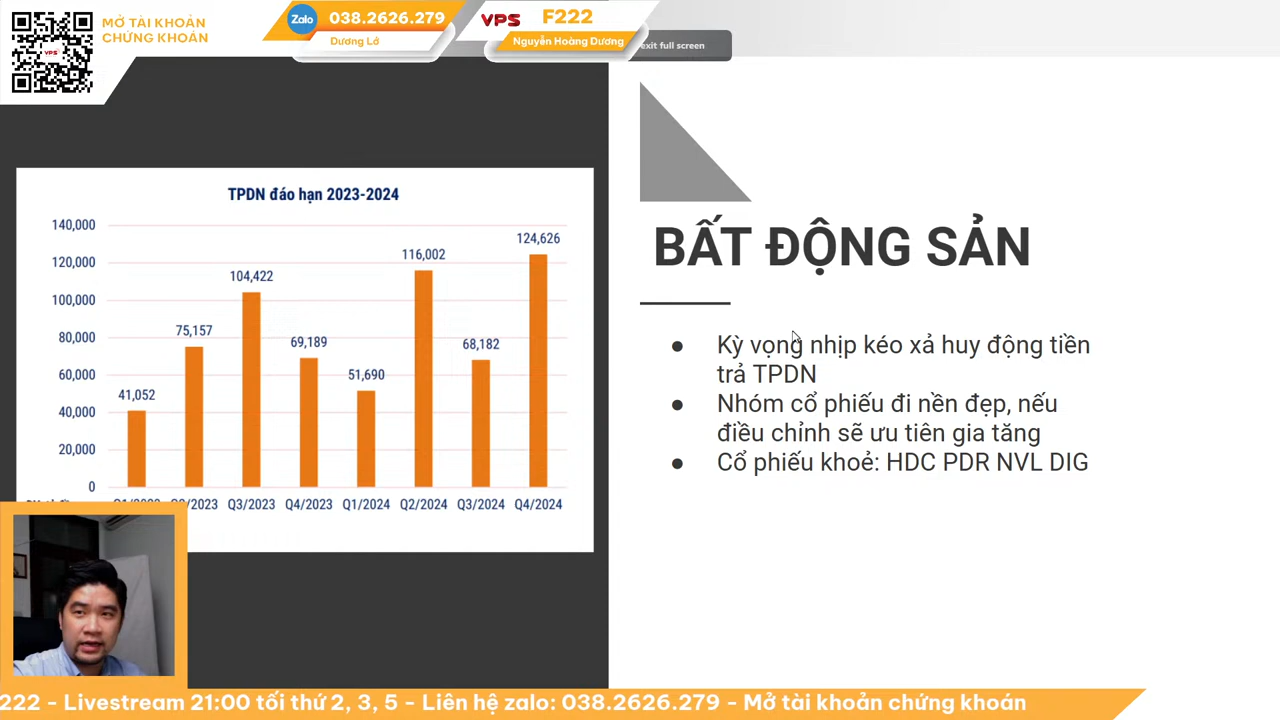 MỞ TÀI KHOẢN
CHỨNG KHOÁN
VPS
Zalo
038.2626.279
Dương Lở
VPS
F222
Nguyễn Hoàng Dương
exit full screen
TPDN đáo hạn 2023-2024
140,000
120,000
100,000
80,000
60,000
40,000
20,000
0
41,052
75,157
104,422
69,189
51,690
116,002
68,182
124,626
Q3/2023
Q4/2023
Q1/2024
Q2/2024
Q3/2024
Q4/2024
BẤT ĐỘNG SẢN
● Kỳ vọng nhịp kéo xả huy động tiền
trả TPDN
● Nhóm cổ phiếu đi nền đẹp, nếu
điều chỉnh sẽ ưu tiên gia tăng
● Cổ phiếu khoẻ: HDC PDR NVL DIG
222 - Livestream 21:00 tối thứ 2, 3, 5 - Liên hệ zalo: 038.2626.279 - Mở tài khoản chứng khoán